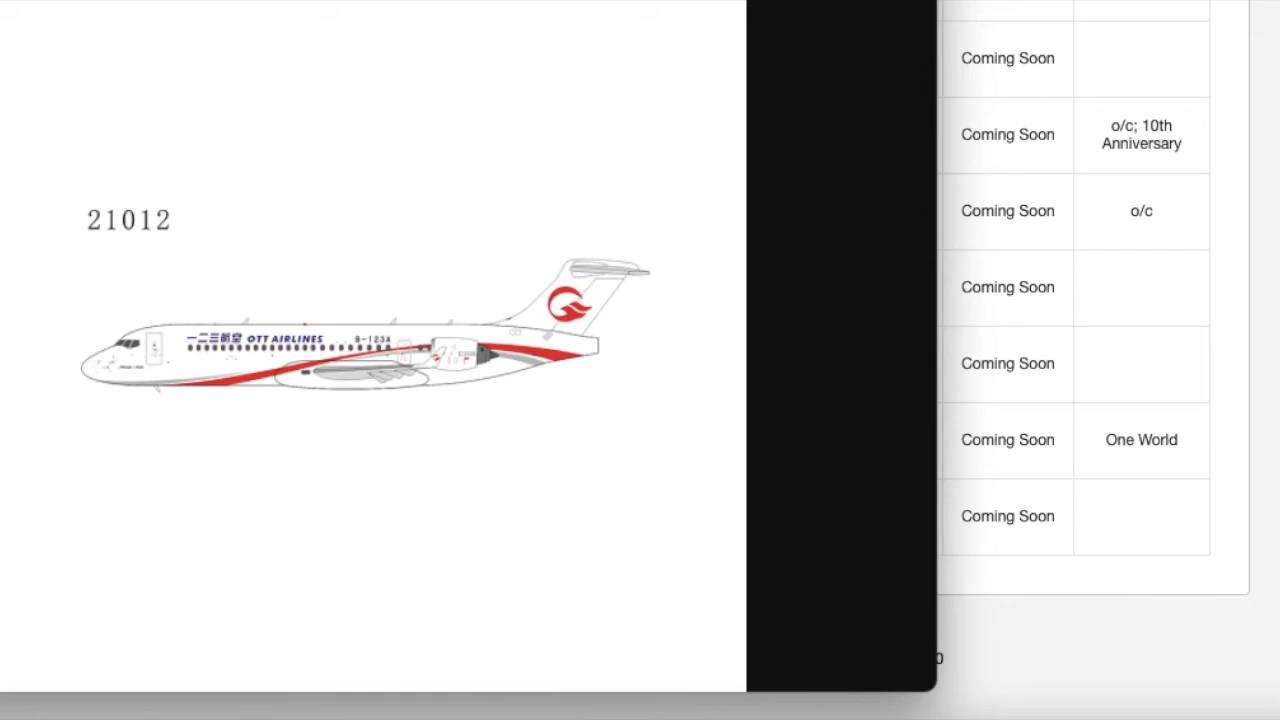 21012
一二三航空 OTT AIRLINES
B-123A
Coming Soon
Coming Soon
o/c; 10th
Anniversary
Coming Soon
o/c
Coming Soon
Coming Soon
Coming Soon
One World
Coming Soon
0